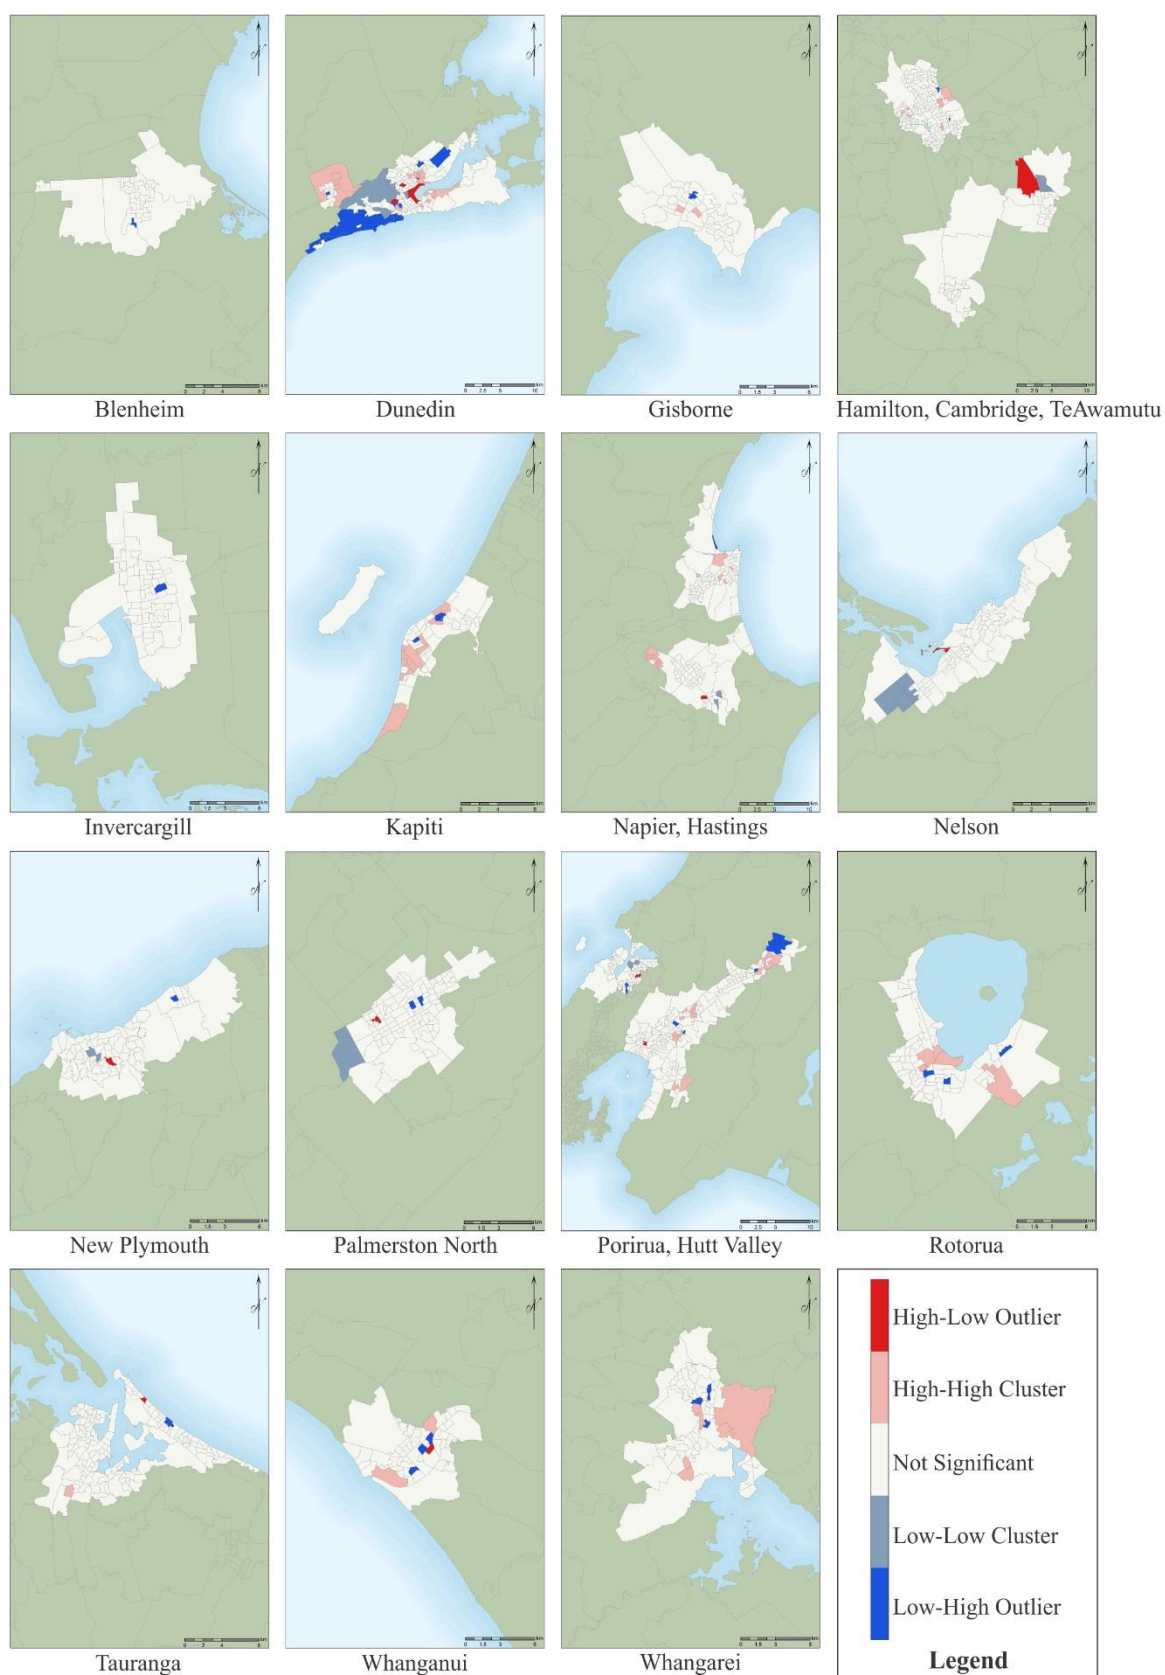 Blenheim
Dunedin
Gisborne
Hamilton, Cambridge, TeAwamutu
Invercargill
Kapiti
Napier, Hastings
Nelson
New Plymouth
Palmerston North
Porirua, Hutt Valley
Rotorua
Tauranga
Whanganui
Whangarei
High-Low Outlier
High-High Cluster
Not Significant
Low-Low Cluster
Low-High Outlier
Legend